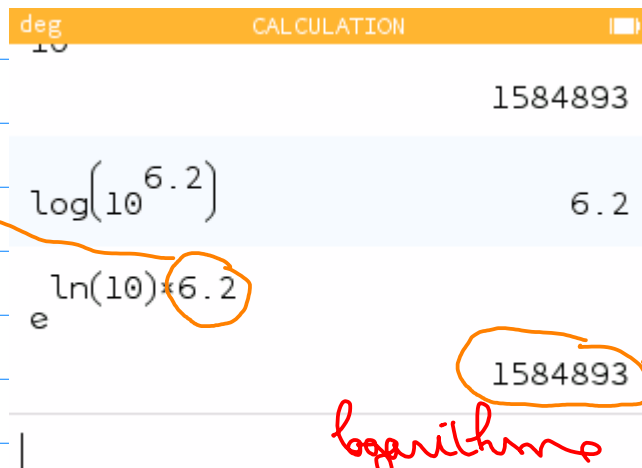 deg CALCULATION
10
1584893
log(10^6.2) 6.2
e^ln(10)*6.2
1584893
logarithme